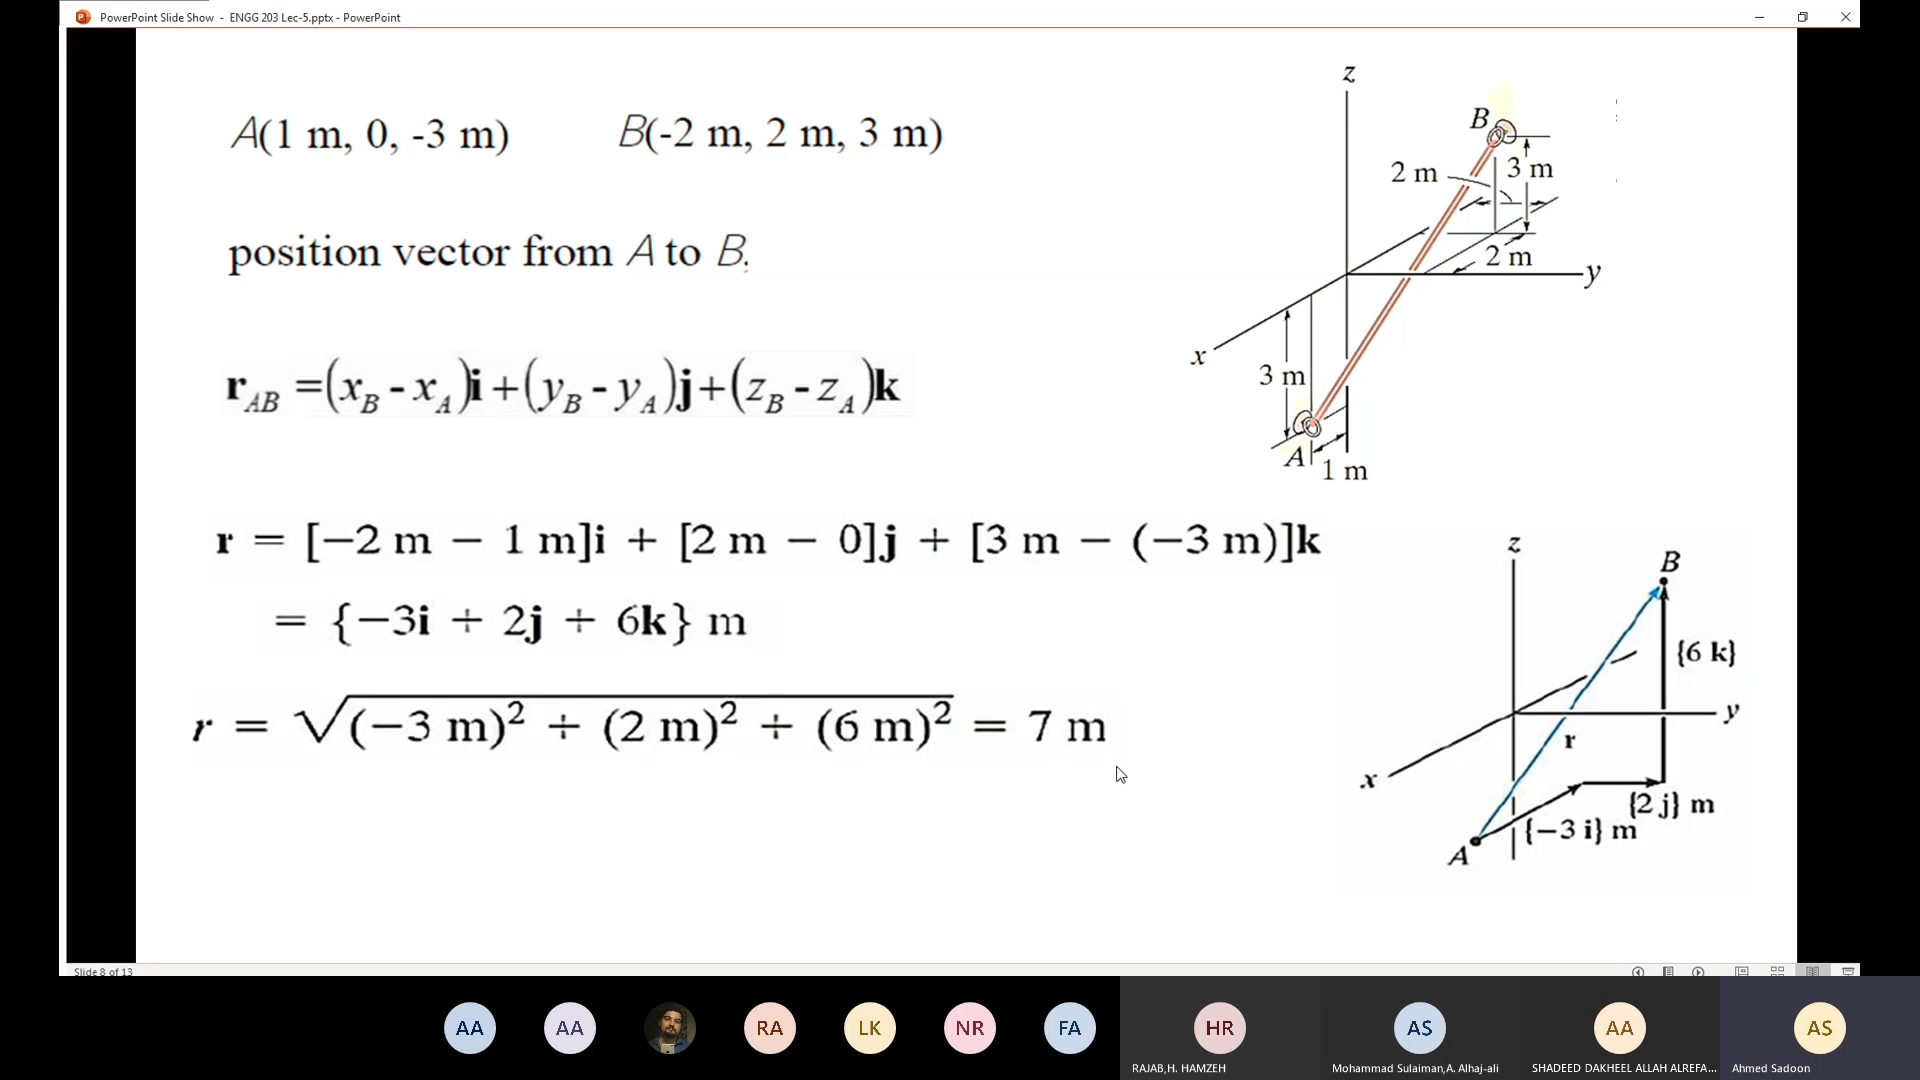 PowerPoint Slide Show - ENGG 203 Lec-5.pptx - PowerPoint
A(1 m, 0, -3 m)
B(-2 m, 2 m, 3 m)
position vector from A to B,
r_AB =(x_B - x_A)i+(y_B - y_A)j+(z_B - z_A)k
r = [−2 m − 1 m]i + [2 m − 0]j + [3 m − (−3 m)]k
= {−3i + 2j + 6k} m
r = √(−3 m)² + (2 m)² + (6 m)² = 7 m
z
B
2 m
3 m
2 m
y
x
3 m
A
1 m
z
B
{6 k}
y
r
x
{2 j} m
{−3 i} m
A
Slide 8 of 13
AA
AA
RA
LK
NR
FA
HR
AS
AA
AS
RAJAB,H. HAMZEH
Mohammad Sulaiman,A. Alhaj-ali
SHADEED DAKHEEL ALLAH ALREFA...
Ahmed Sadoon